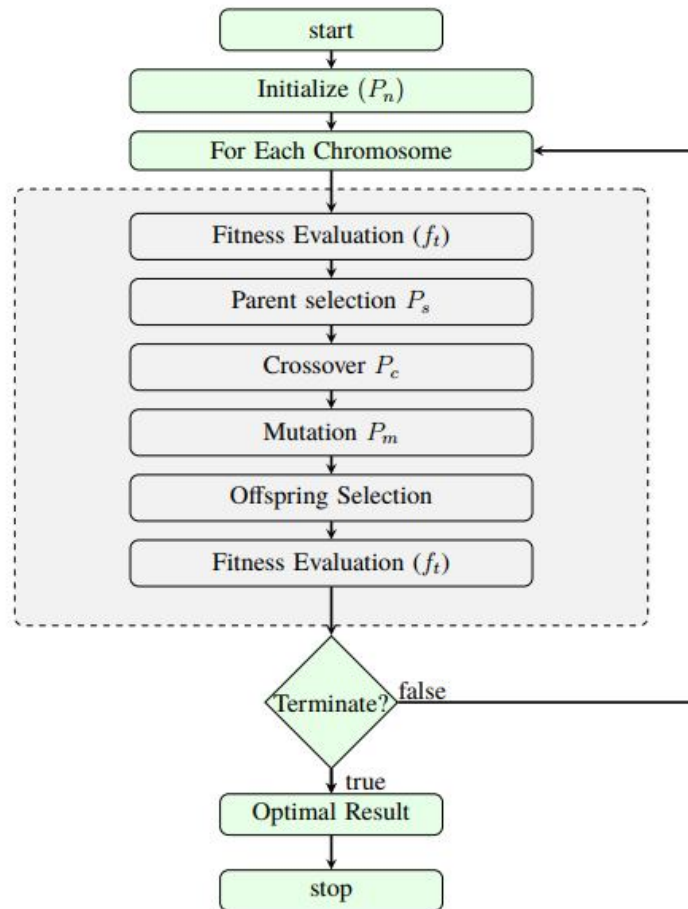 start
Initialize (Pₙ)
For Each Chromosome
Fitness Evaluation (fₜ)
Parent selection Pₛ
Crossover P_c
Mutation Pₘ
Offspring Selection
Fitness Evaluation (fₜ)
Terminate?
false
true
Optimal Result
stop